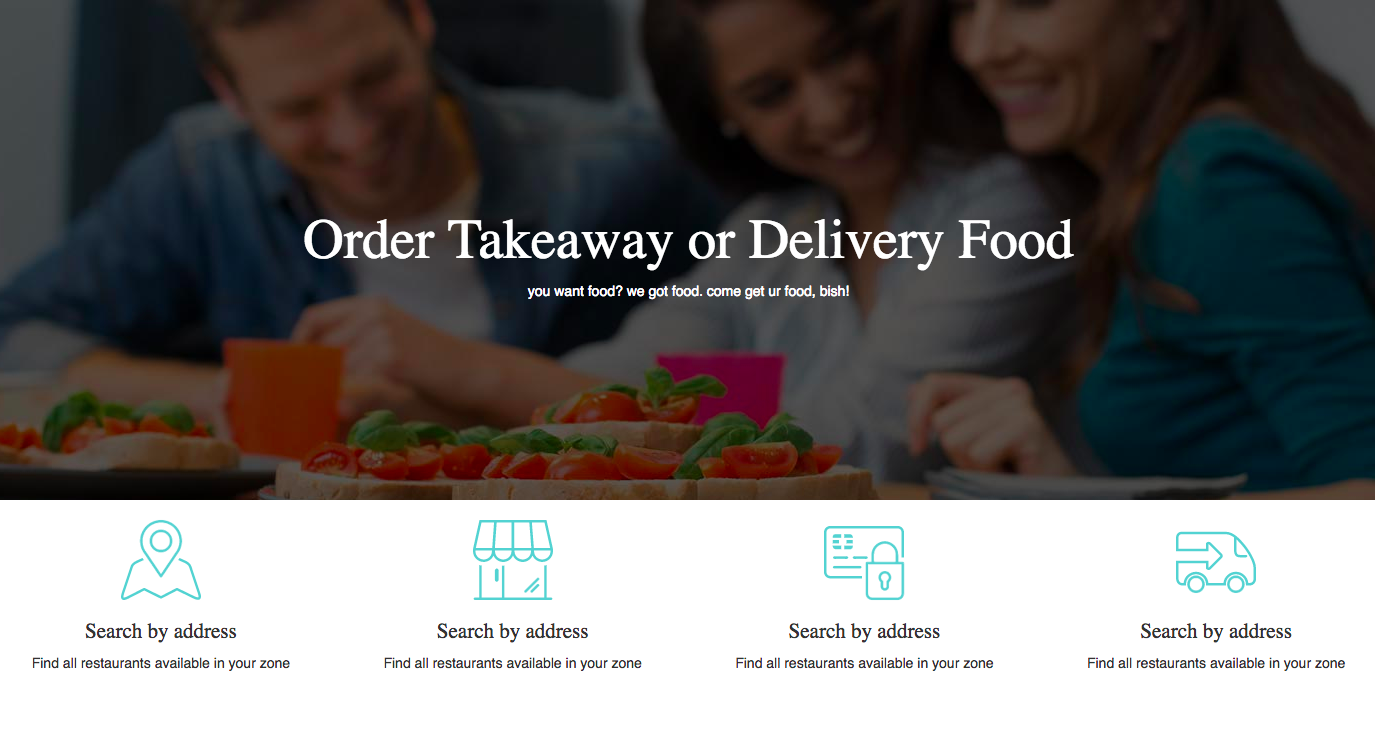 Order Takeaway or Delivery Food
you want food? we got food. come get ur food, bish!
Search by address
Find all restaurants available in your zone
Search by address
Find all restaurants available in your zone
Search by address
Find all restaurants available in your zone
Search by address
Find all restaurants available in your zone